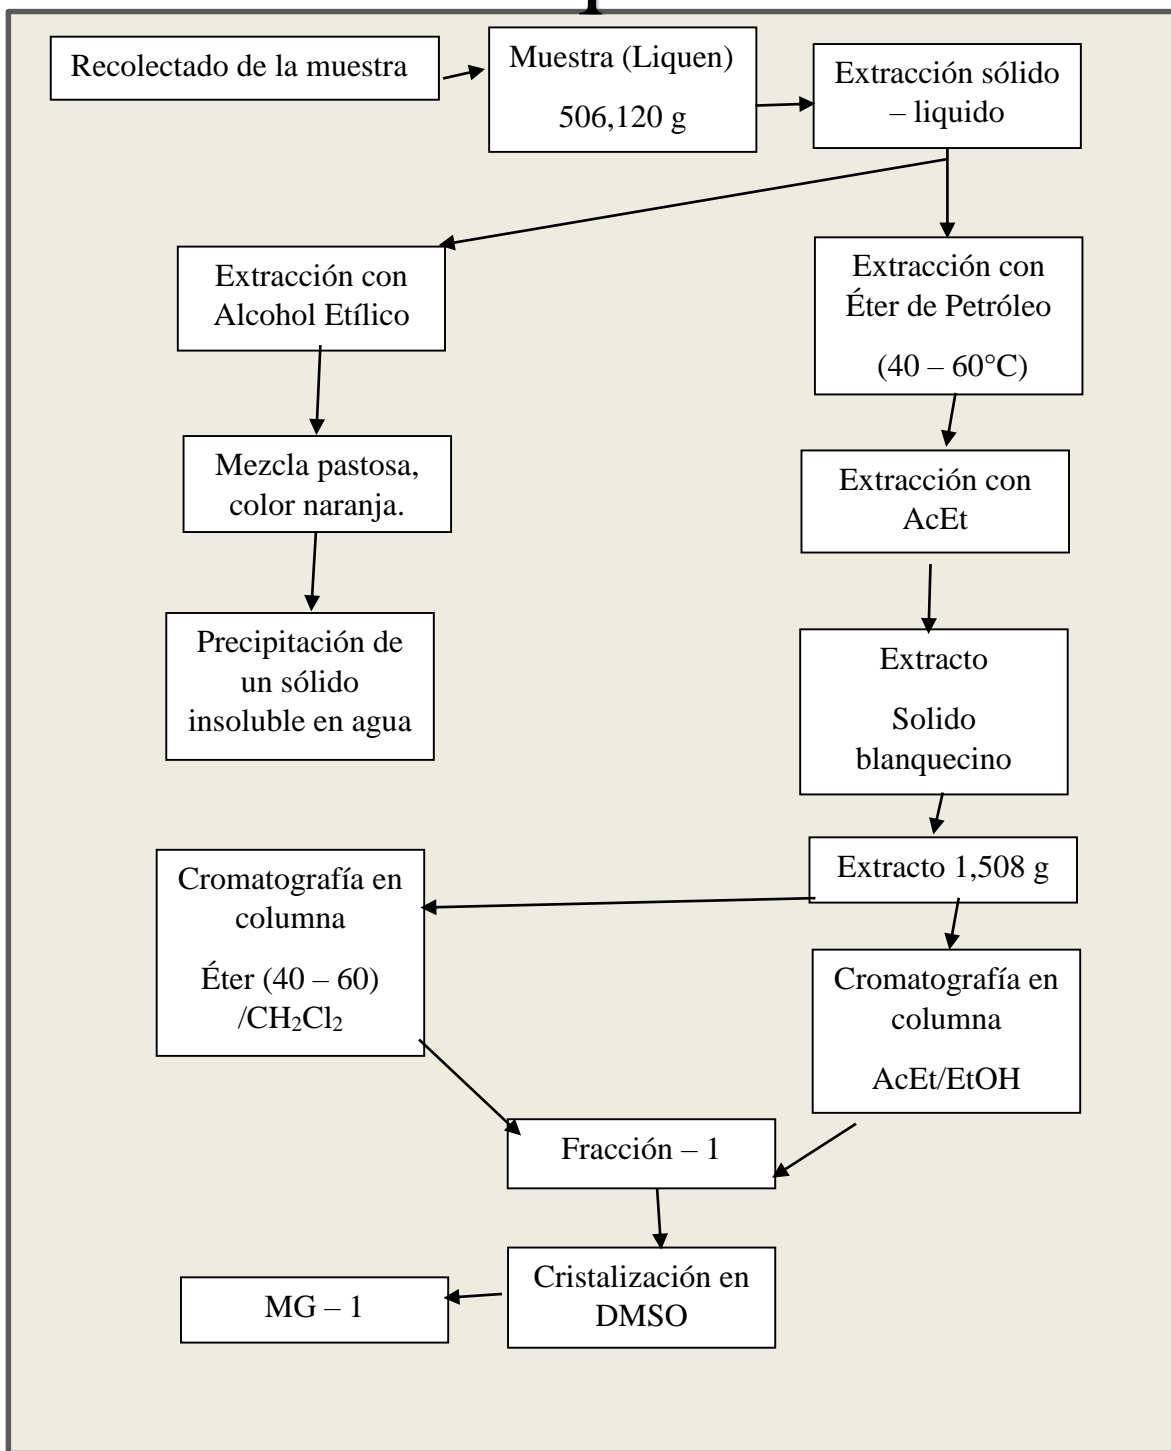 Recolectado de la muestra
Muestra (Liquen)
506,120 g
Extracción sólido
– liquido
Extracción con
Alcohol Etílico
Extracción con
Éter de Petróleo
(40 – 60°C)
Mezcla pastosa,
color naranja.
Extracción con
AcEt
Precipitación de
un sólido
insoluble en agua
Extracto
Solido
blanquecino
Extracto 1,508 g
Cromatografía en
columna
Éter (40 – 60)
/CH₂Cl₂
Cromatografía en
columna
AcEt/EtOH
Fracción – 1
Cristalización en
DMSO
MG – 1